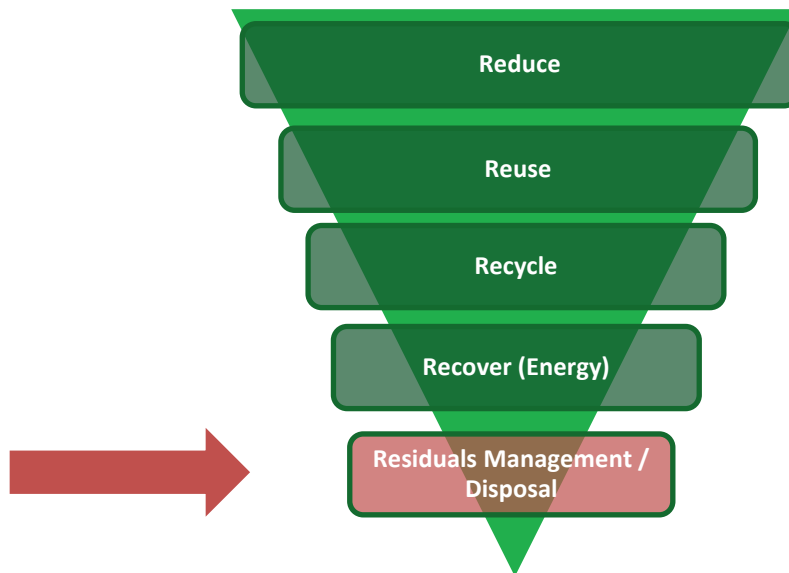 Reduce
Reuse
Recycle
Recover (Energy)
Residuals Management /
Disposal